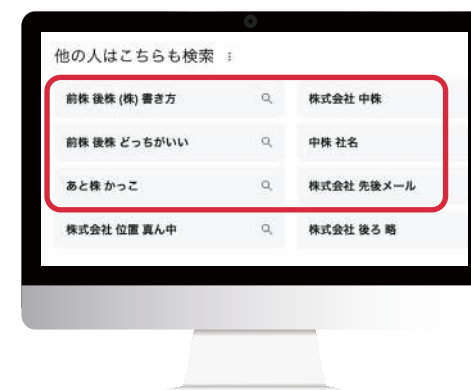 他の人はこちらも検索
前株 後株 (株) 書き方
株式会社 中株
前株 後株 どっちがいい
中株 社名
あと株 かっこ
株式会社 先後メール
株式会社 位置 真ん中
株式会社 後ろ 略